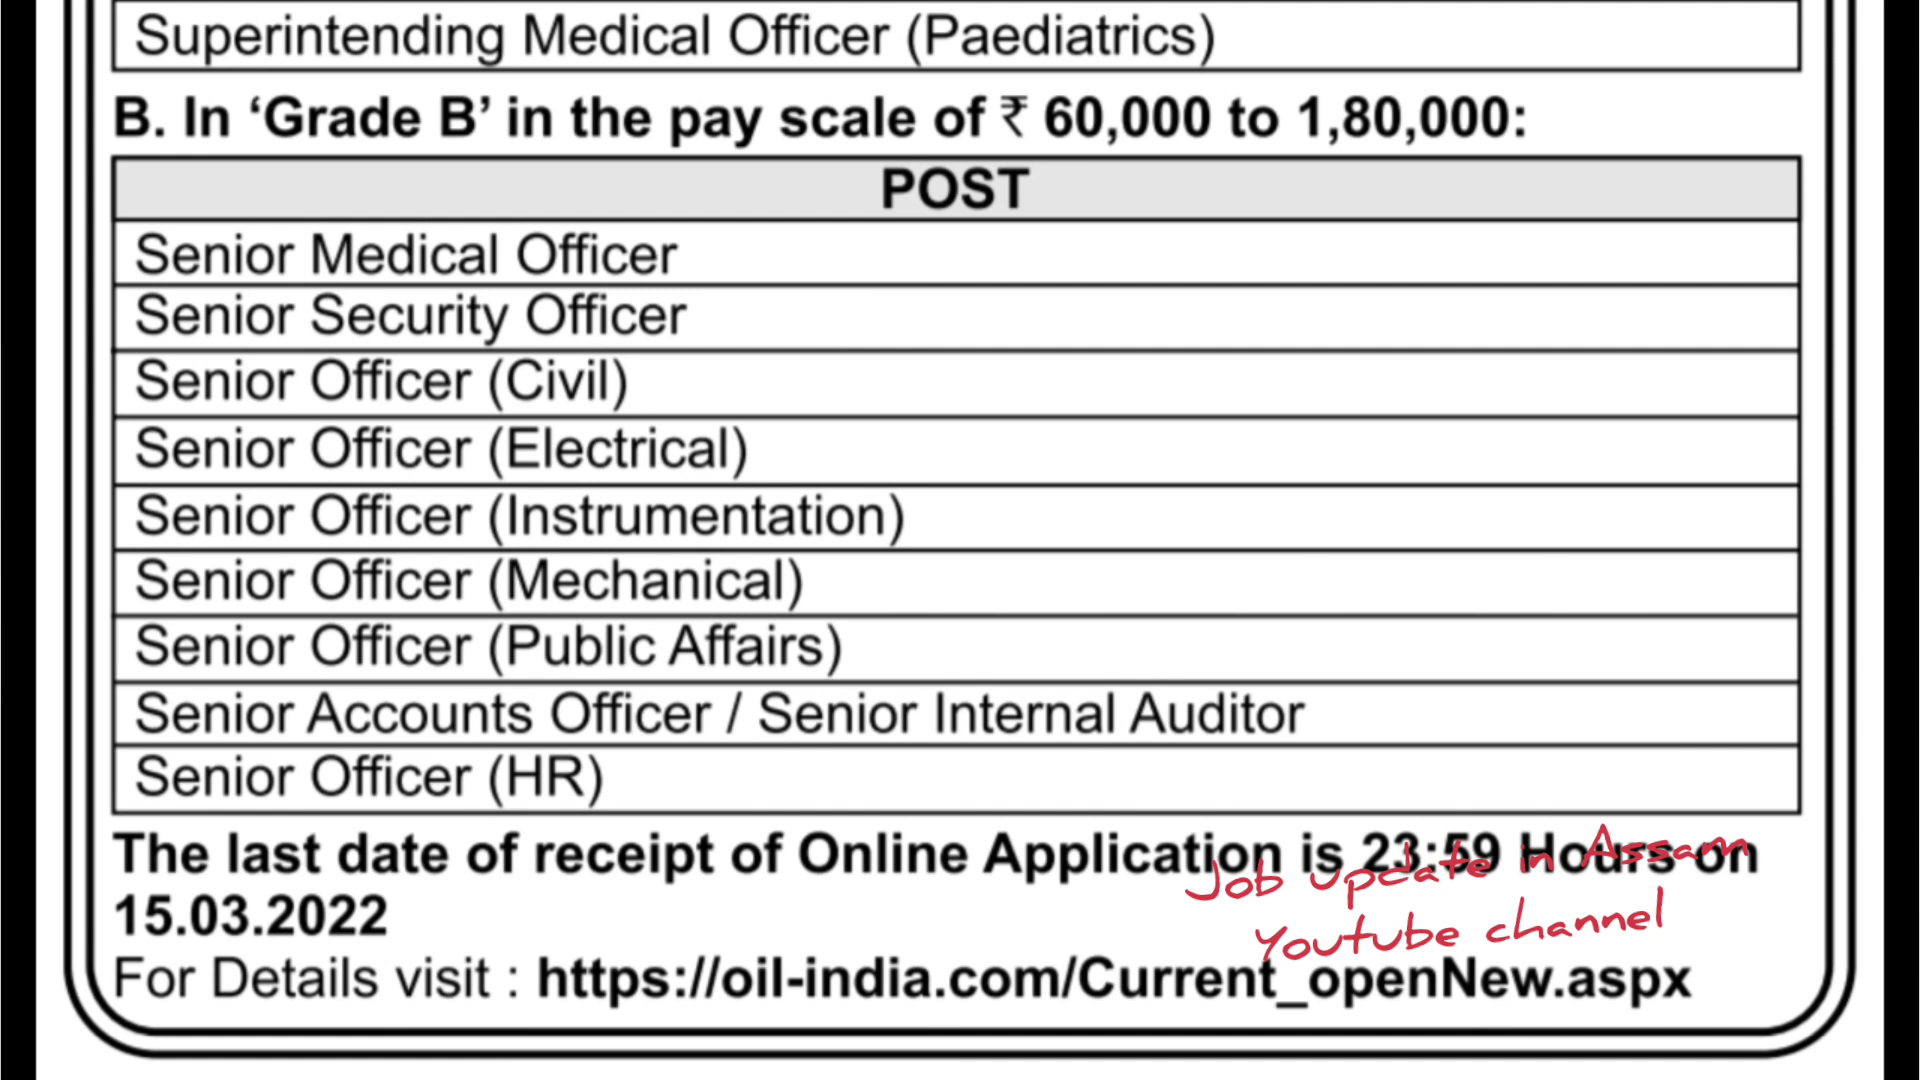 Superintending Medical Officer (Paediatrics)
B. In ‘Grade B’ in the pay scale of ₹ 60,000 to 1,80,000:
POST
Senior Medical Officer
Senior Security Officer
Senior Officer (Civil)
Senior Officer (Electrical)
Senior Officer (Instrumentation)
Senior Officer (Mechanical)
Senior Officer (Public Affairs)
Senior Accounts Officer / Senior Internal Auditor
Senior Officer (HR)
The last date of receipt of Online Application is 23:59 Hours on
15.03.2022
Job update in Assam
Youtube channel
For Details visit : https://oil-india.com/Current_openNew.aspx